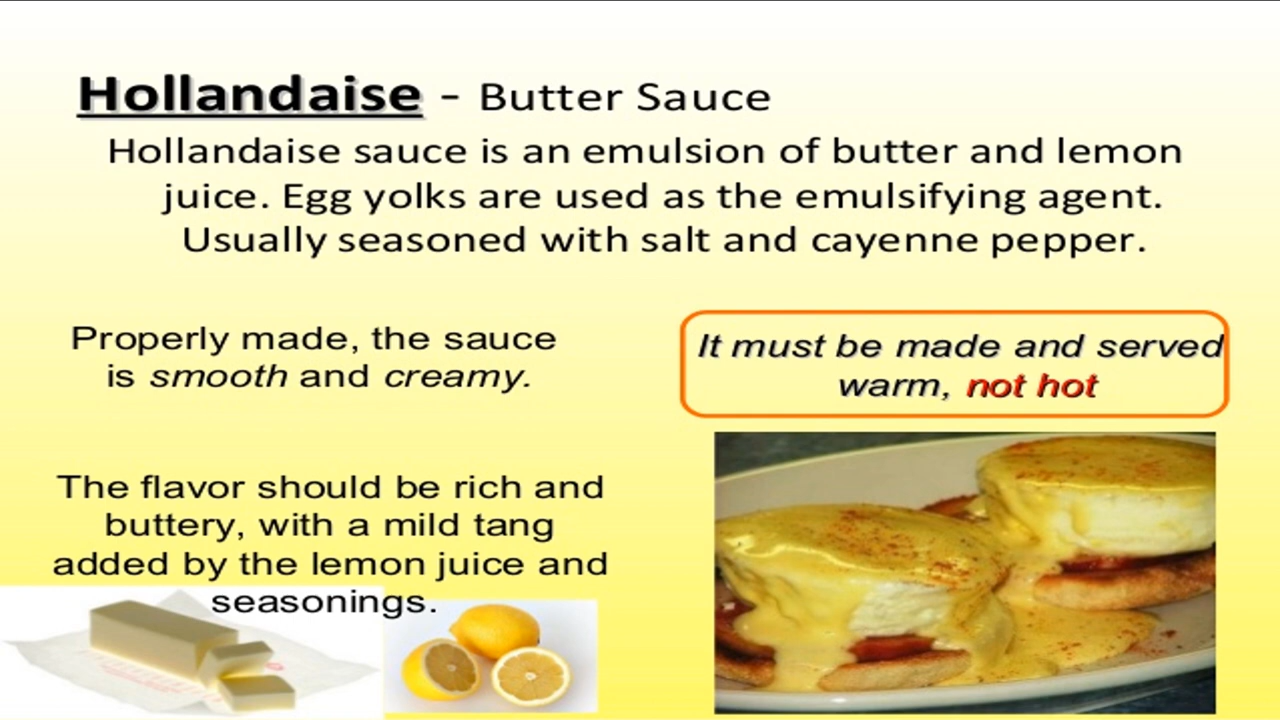 Hollandaise - Butter Sauce
Hollandaise sauce is an emulsion of butter and lemon
juice. Egg yolks are used as the emulsifying agent.
Usually seasoned with salt and cayenne pepper.
Properly made, the sauce
is smooth and creamy.
It must be made and served
warm, not hot
The flavor should be rich and
buttery, with a mild tang
added by the lemon juice and
seasonings.